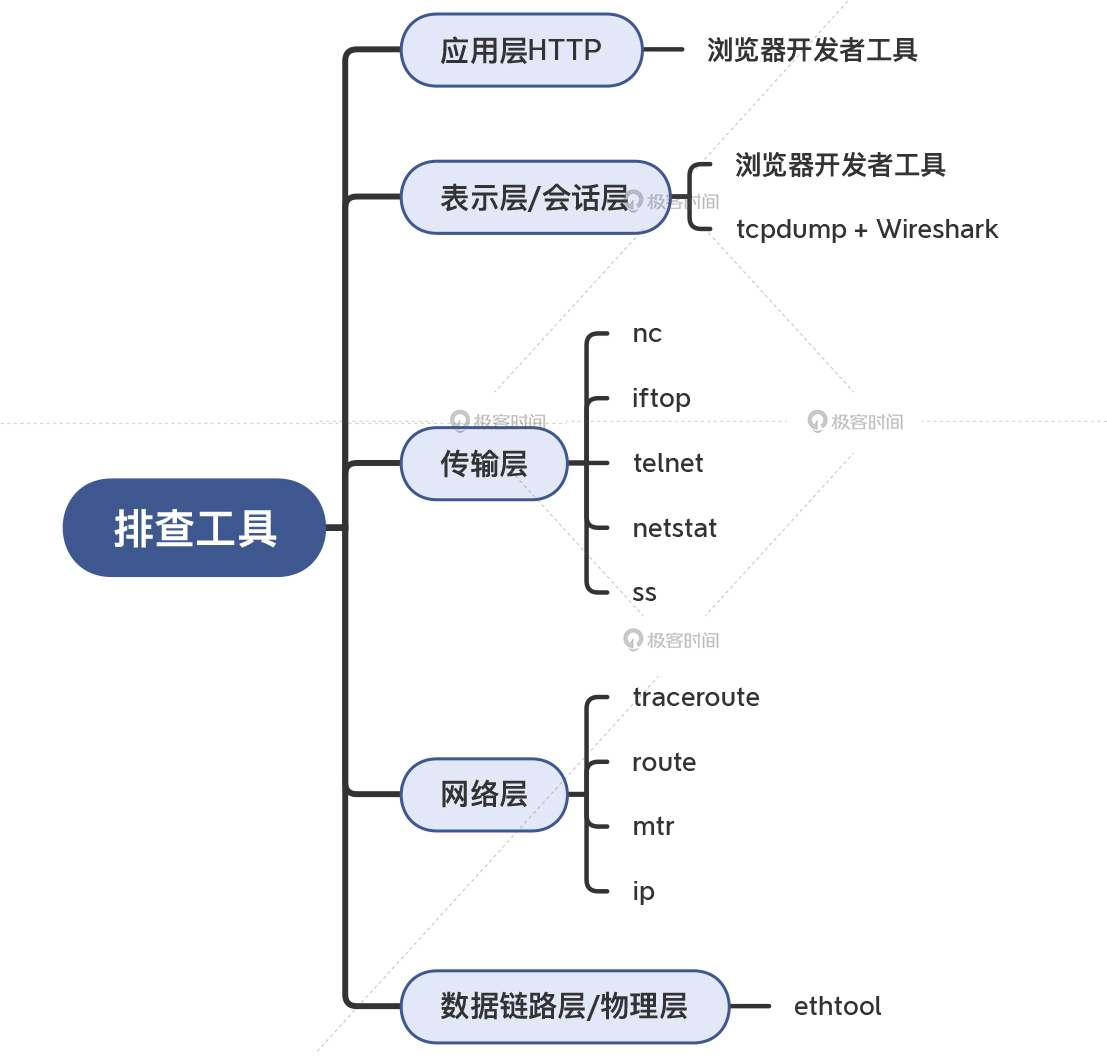 应用层HTTP
浏览器开发者工具
表示层/会话层
浏览器开发者工具
极客时间
tcpdump + Wireshark
nc
iftop
极客时间
极客时间
传输层
telnet
排查工具
netstat
ss
极客时间
traceroute
route
网络层
mtr
ip
数据链路层/物理层
ethtool